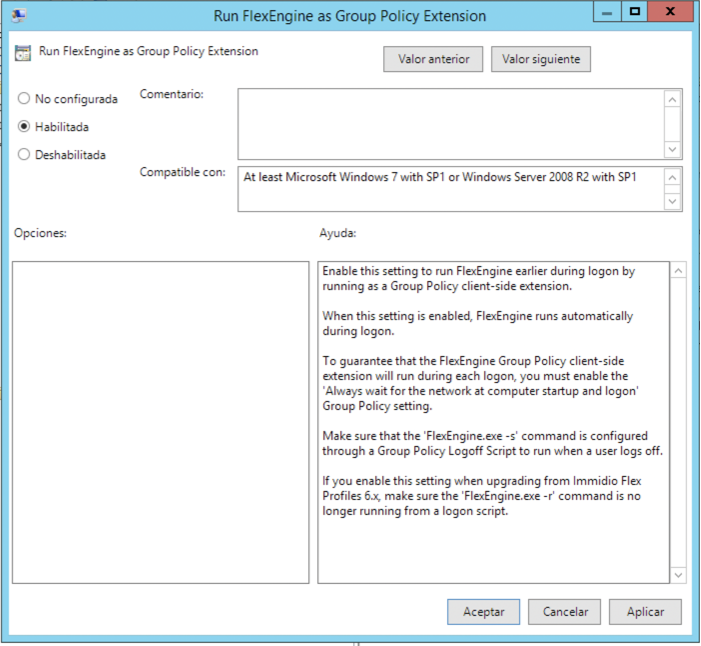 Run FlexEngine as Group Policy Extension
Run FlexEngine as Group Policy Extension
Valor anterior
Valor siguiente
No configurada
Comentario:
Habilitada
Deshabilitada
Compatible con:
At least Microsoft Windows 7 with SP1 or Windows Server 2008 R2 with SP1
Opciones:
Ayuda:
Enable this setting to run FlexEngine earlier during logon by
running as a Group Policy client-side extension.
When this setting is enabled, FlexEngine runs automatically
during logon.
To guarantee that the FlexEngine Group Policy client-side
extension will run during each logon, you must enable the
'Always wait for the network at computer startup and logon'
Group Policy setting.
Make sure that the 'FlexEngine.exe -s' command is configured
through a Group Policy Logoff Script to run when a user logs off.
If you enable this setting when upgrading from Immidio Flex
Profiles 6.x, make sure the 'FlexEngine.exe -r' command is no
longer running from a logon script.
Aceptar
Cancelar
Aplicar